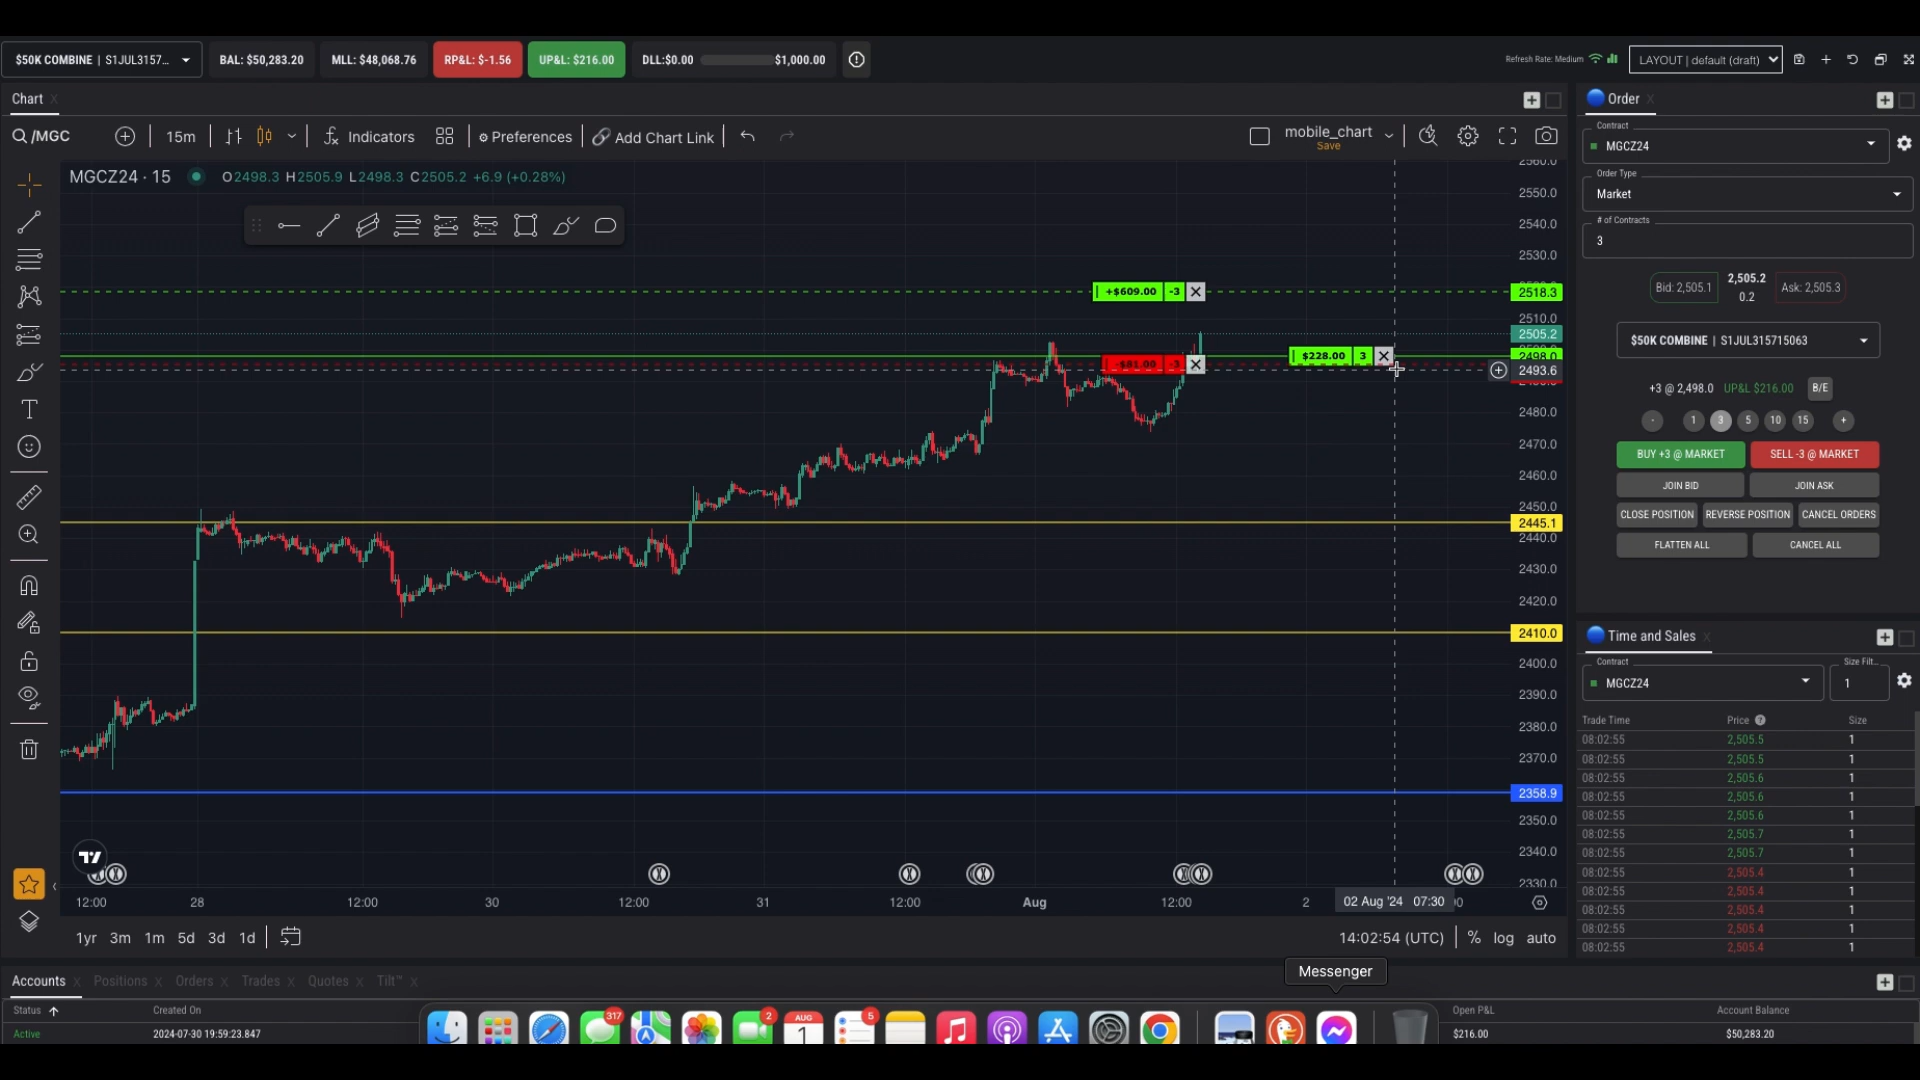 $50K COMBINE | S1JUL3157...
BAL: $50,283.20
MLL: $48,068.76
RP&L: $-1.56
UP&L: $216.00
DLL:$0.00
$1,000.00
Refresh Rate: Medium
LAYOUT | default (draft)
Chart
/MGC
15m
Indicators
Preferences
Add Chart Link
mobile_chart
Save
MGCZ24 · 15
O2498.3 H2505.9 L2498.3 C2505.2 +6.9 (+0.28%)
+$609.00 -3
$228.00 3
2560.0
2550.0
2540.0
2530.0
2518.3
2510.0
2505.2
2498.0
2493.6
2480.0
2470.0
2460.0
2450.0
2445.1
2440.0
2430.0
2420.0
2410.0
2400.0
2390.0
2380.0
2370.0
2358.9
2350.0
2340.0
2330.0
12:00
28
12:00
30
12:00
31
12:00
Aug
12:00
2
02 Aug '24 07:30
1yr 3m 1m 5d 3d 1d
14:02:54 (UTC)
% log auto
Order
Contract
MGCZ24
Order Type
Market
# of Contracts
3
Bid: 2,505.1
2,505.2
0.2
Ask: 2,505.3
$50K COMBINE | S1JUL315715063
+3 @ 2,498.0 UP&L $216.00 B/E
- 1 3 5 10 15 +
BUY +3 @ MARKET
SELL -3 @ MARKET
JOIN BID
JOIN ASK
CLOSE POSITION
REVERSE POSITION
CANCEL ORDERS
FLATTEN ALL
CANCEL ALL
Time and Sales
Contract
MGCZ24
Size Filt...
1
Trade Time Price Size
08:02:55 2,505.5 1
08:02:55 2,505.5 1
08:02:55 2,505.6 1
08:02:55 2,505.6 1
08:02:55 2,505.6 1
08:02:55 2,505.7 1
08:02:55 2,505.7 1
08:02:55 2,505.4 1
08:02:55 2,505.4 1
08:02:55 2,505.4 1
08:02:55 2,505.4 1
08:02:55 2,505.4 1
Messenger
Accounts
Positions
Orders
Trades
Quotes
Tilt™
Status
Created On
Open P&L
Account Balance
Active
2024-07-30 19:59:23.847
$216.00
$50,283.20
317
2
AUG
1
5